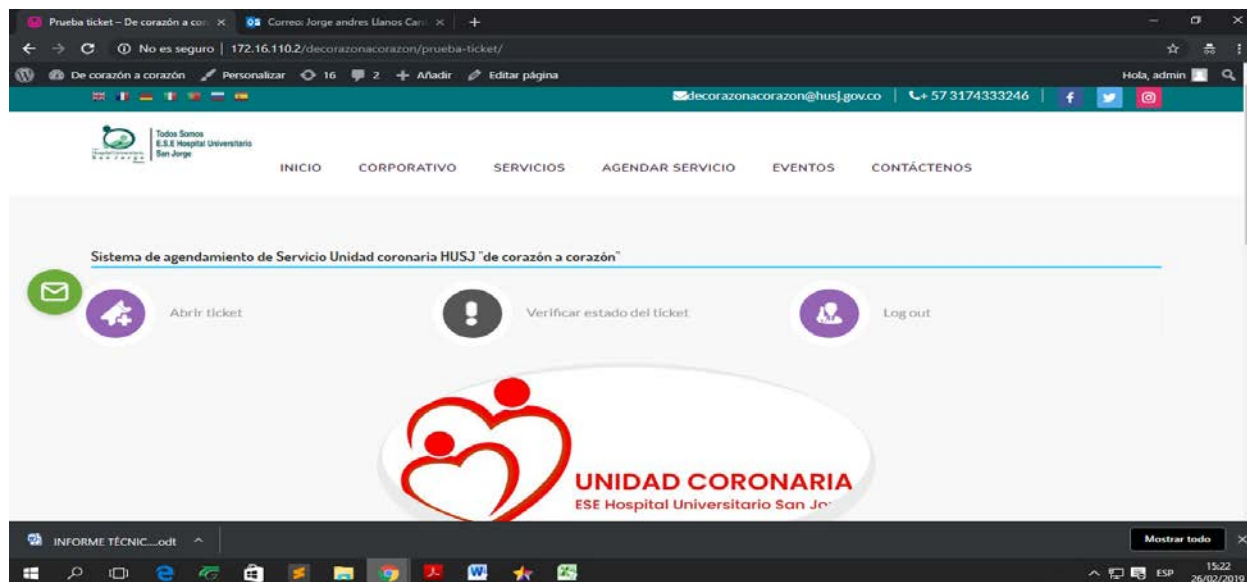 Prueba ticket – De corazón a cor
Correo: Jorge andres Llanos Car
No es seguro | 172.16.110.2/decorazonacorazon/prueba-ticket/
De corazón a corazón Personalizar 16 2 + Añadir Editar página Hola, admin
decorazonacorazon@husj.gov.co + 57 3174333246
Todos Somos
E.S.E Hospital Universitario
San Jorge
INICIO CORPORATIVO SERVICIOS AGENDAR SERVICIO EVENTOS CONTÁCTENOS
Sistema de agendamiento de Servicio Unidad coronaria HUSJ "de corazón a corazón"
Abrir ticket Verificar estado del ticket Log out
UNIDAD CORONARIA
ESE Hospital Universitario San Jo
INFORME TÉCNIC....odt Mostrar todo
ESP 15:22
26/02/2019